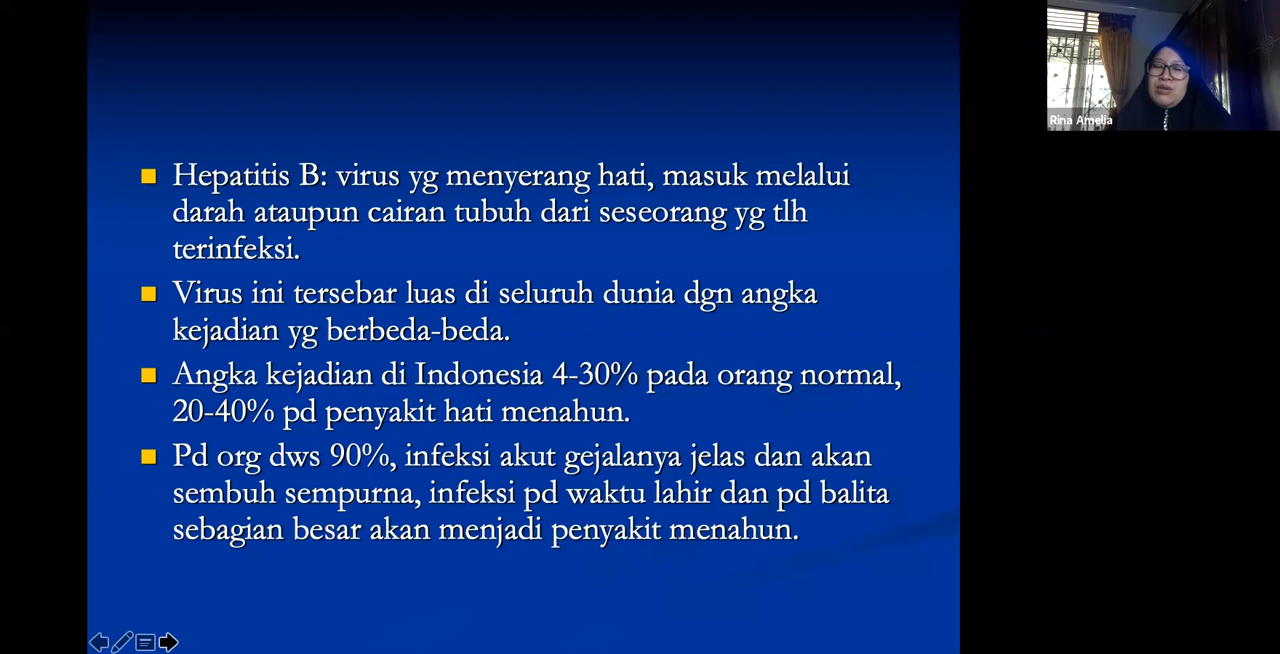 Hepatitis B: virus yg menyerang hati, masuk melalui
darah ataupun cairan tubuh dari seseorang yg tlh
terinfeksi.
Virus ini tersebar luas di seluruh dunia dgn angka
kejadian yg berbeda-beda.
Angka kejadian di Indonesia 4-30% pada orang normal,
20-40% pd penyakit hati menahun.
Pd org dws 90%, infeksi akut gejalanya jelas dan akan
sembuh sempurna, infeksi pd waktu lahir dan pd balita
sebagian besar akan menjadi penyakit menahun.
Rina Amelia